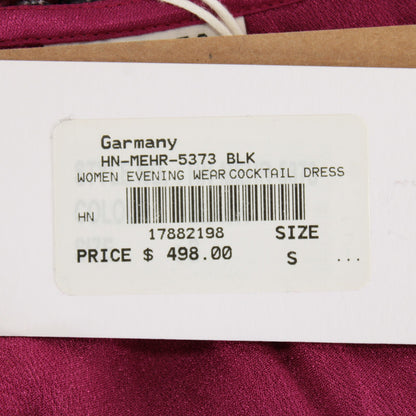 Garmany
HN-MEHR-5373 BLK
WOMEN EVENING WEAR COCKTAIL DRESS
HN
17882198 SIZE
PRICE $ 498.00 S ...